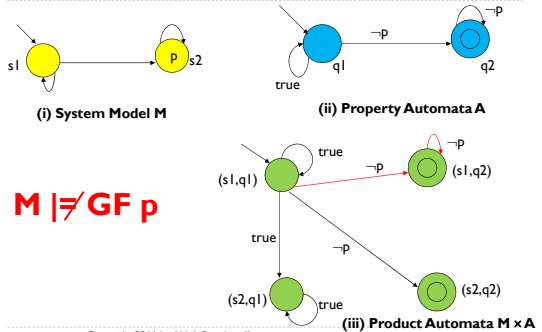 s1
p
s2
(i) System Model M
¬p
¬p
q1
q2
true
(ii) Property Automata A
true
¬p
¬p
(s1,q1)
(s1,q2)
M |≠ GF p
true
¬p
(s2,q1)
true
(s2,q2)
(iii) Product Automata M × A